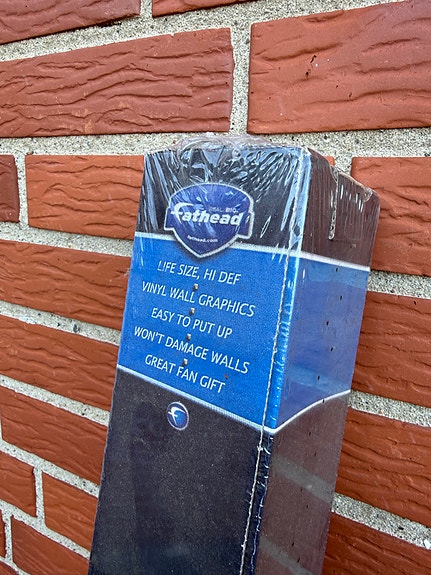 REAL. BIG.
fathead
fathead.com
LIFE SIZE, HI DEF
VINYL WALL GRAPHICS
EASY TO PUT UP
WON'T DAMAGE WALLS
GREAT FAN GIFT